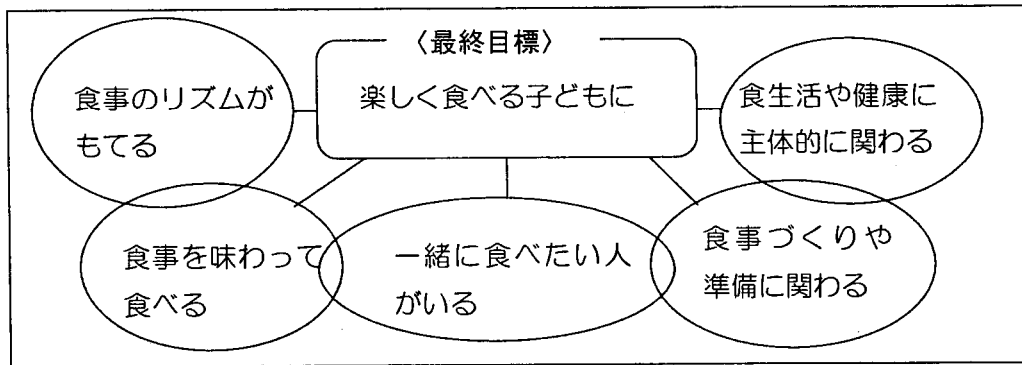 〈最終目標〉
楽しく食べる子どもに
食事のリズムが
もてる
食生活や健康に
主体的に関わる
食事を味わって
食べる
一緒に食べたい人
がいる
食事づくりや
準備に関わる